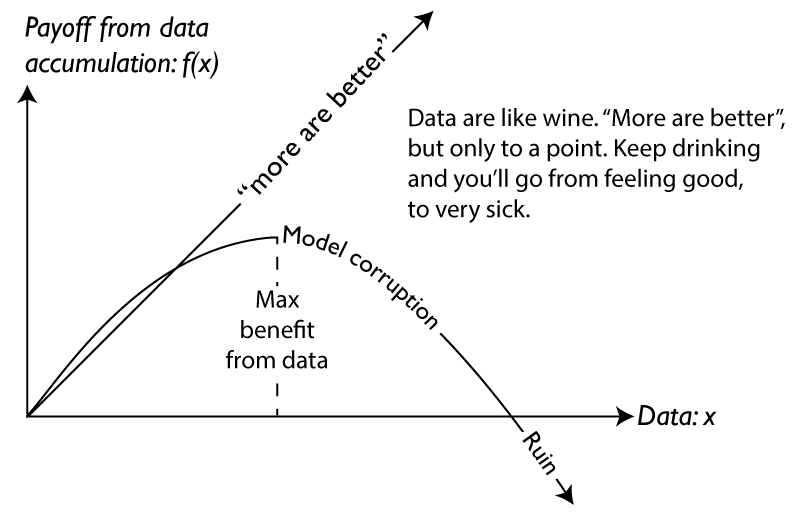 Payoff from data
accumulation: f(x)
“more are better”
Data are like wine. “More are better”,
but only to a point. Keep drinking
and you’ll go from feeling good,
to very sick.
Model corruption
Max
benefit
from data
Data: x
Ruin